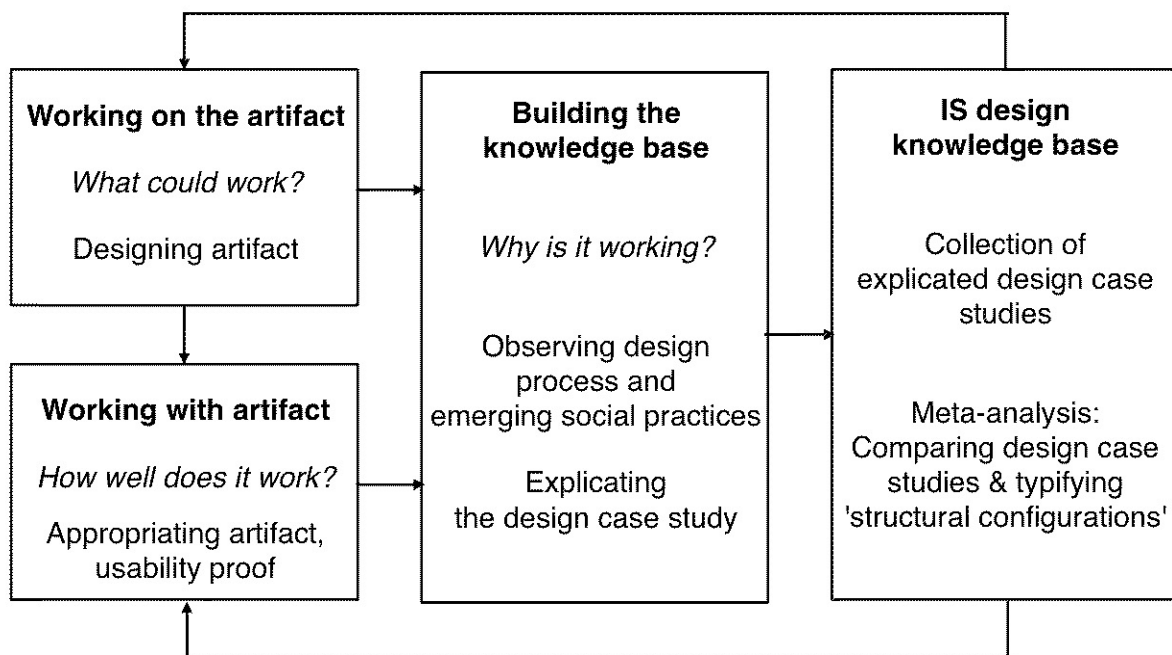 Working on the artifact
What could work?
Designing artifact
Working with artifact
How well does it work?
Appropriating artifact,
usability proof
Building the
knowledge base
Why is it working?
Observing design
process and
emerging social practices
Explicating
the design case study
IS design
knowledge base
Collection of
explicated design case
studies
Meta-analysis:
Comparing design case
studies & typifying
'structural configurations'